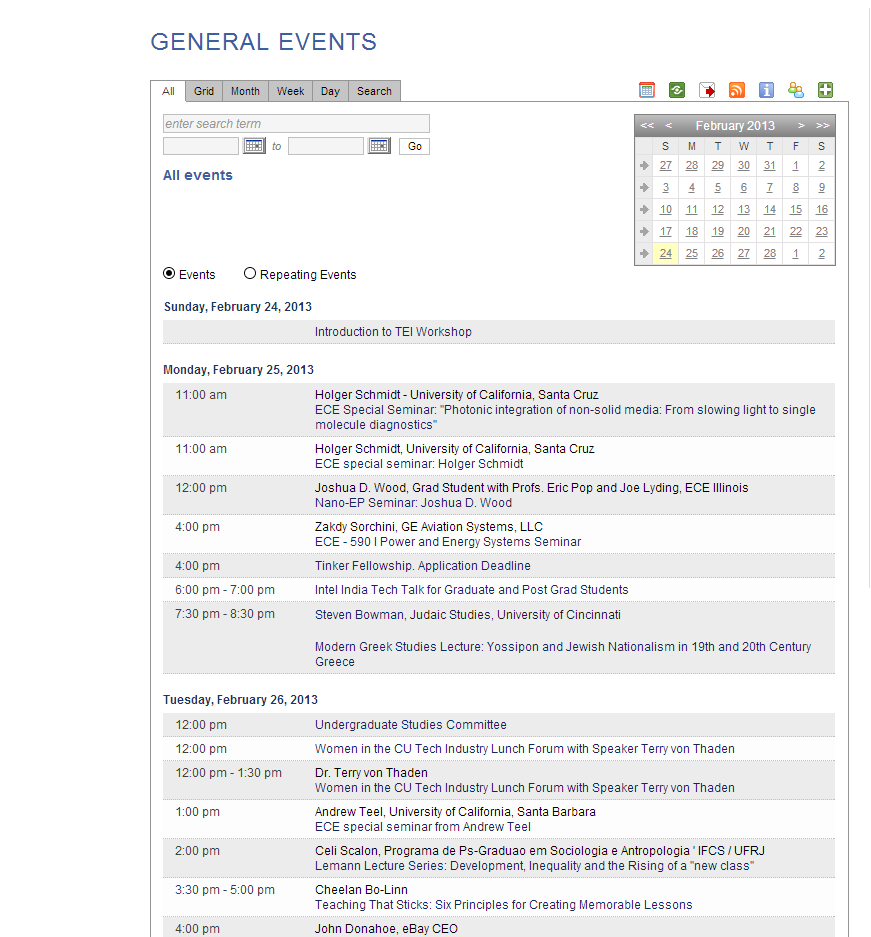 GENERAL EVENTS
All Grid Month Week Day Search
enter search term
to Go
All events
<< < February 2013 > >>
S M T W T F S
27 28 29 30 31 1 2
3 4 5 6 7 8 9
10 11 12 13 14 15 16
17 18 19 20 21 22 23
24 25 26 27 28 1 2
Events Repeating Events
Sunday, February 24, 2013
Introduction to TEI Workshop
Monday, February 25, 2013
11:00 am Holger Schmidt - University of California, Santa Cruz
ECE Special Seminar: "Photonic integration of non-solid media: From slowing light to single
molecule diagnostics"
11:00 am Holger Schmidt, University of California, Santa Cruz
ECE special seminar: Holger Schmidt
12:00 pm Joshua D. Wood, Grad Student with Profs. Eric Pop and Joe Lyding, ECE Illinois
Nano-EP Seminar: Joshua D. Wood
4:00 pm Zakdy Sorchini, GE Aviation Systems, LLC
ECE - 590 I Power and Energy Systems Seminar
4:00 pm Tinker Fellowship. Application Deadline
6:00 pm - 7:00 pm Intel India Tech Talk for Graduate and Post Grad Students
7:30 pm - 8:30 pm Steven Bowman, Judaic Studies, University of Cincinnati
Modern Greek Studies Lecture: Yossipon and Jewish Nationalism in 19th and 20th Century
Greece
Tuesday, February 26, 2013
12:00 pm Undergraduate Studies Committee
12:00 pm Women in the CU Tech Industry Lunch Forum with Speaker Terry von Thaden
12:00 pm - 1:30 pm Dr. Terry von Thaden
Women in the CU Tech Industry Lunch Forum with Speaker Terry von Thaden
1:00 pm Andrew Teel, University of California, Santa Barbara
ECE special seminar from Andrew Teel
2:00 pm Celi Scalon, Programa de Ps-Graduao em Sociologia e Antropologia ' IFCS / UFRJ
Lemann Lecture Series: Development, Inequality and the Rising of a "new class"
3:30 pm - 5:00 pm Cheelan Bo-Linn
Teaching That Sticks: Six Principles for Creating Memorable Lessons
4:00 pm John Donahoe, eBay CEO